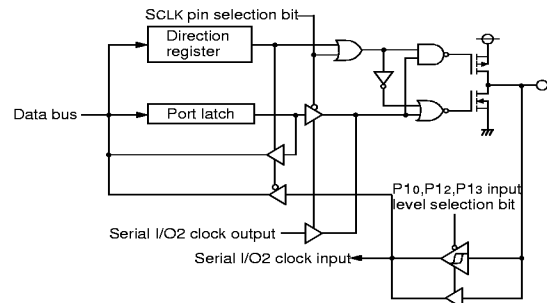 SCLK pin selection bit
Direction
register
Data bus
Port latch
P10,P12,P13 input
level selection bit
Serial I/O2 clock output
Serial I/O2 clock input